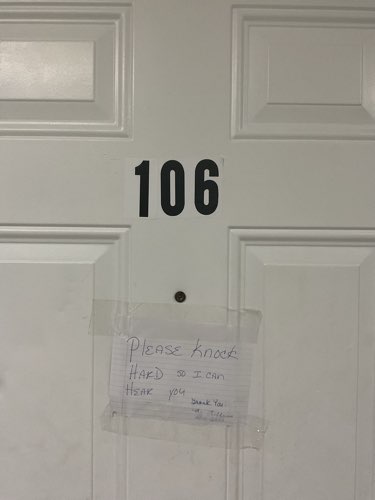 106
PLEASE KNOCK
HARD SO I CAN
HEAR YOU
THANK YOU